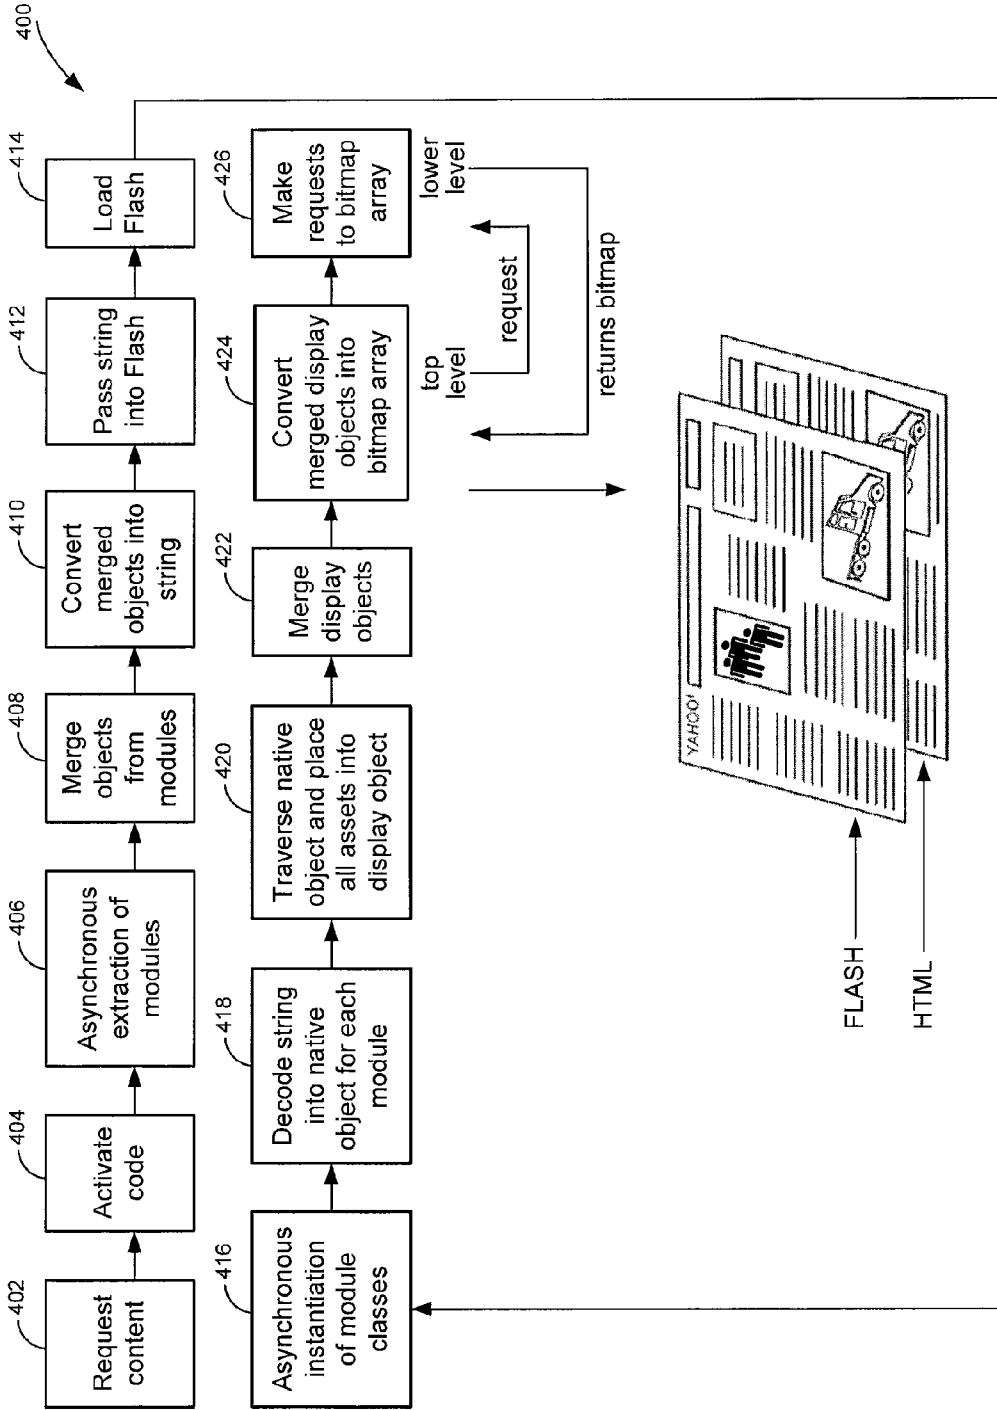 400
402
Request
content
404
Activate
code
406
Asynchronous
extraction of
modules
408
Merge
objects
from
modules
410
Convert
merged
objects into
string
412
Pass string
into Flash
414
Load
Flash
416
Asynchronous
instantiation
of module
classes
418
Decode string
into native
object for each
module
420
Traverse native
object and place
all assets into
display object
422
Merge
display
objects
424
Convert
merged display
objects into
bitmap array
426
Make
requests
to bitmap
array
top
level
lower
level
request
returns bitmap
YAHOO!
FLASH
HTML